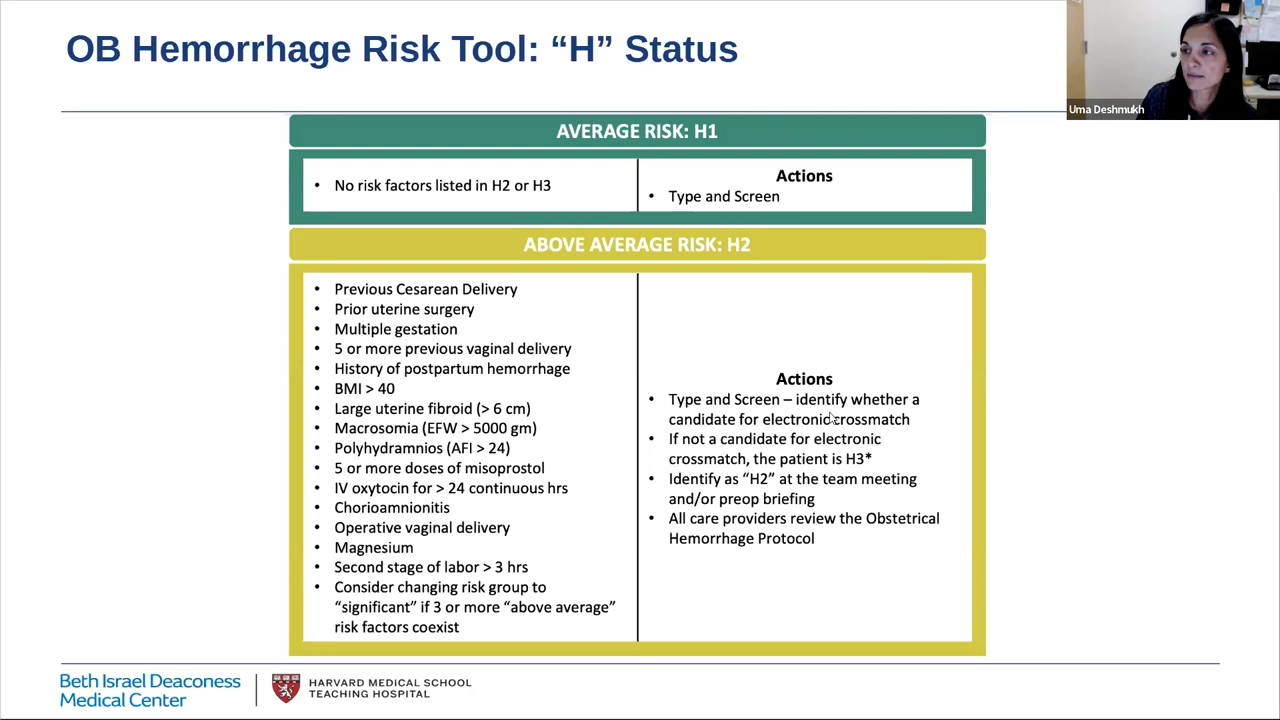 OB Hemorrhage Risk Tool: “H” Status
Uma Deshmukh
AVERAGE RISK: H1
• No risk factors listed in H2 or H3
Actions
• Type and Screen
ABOVE AVERAGE RISK: H2
• Previous Cesarean Delivery
• Prior uterine surgery
• Multiple gestation
• 5 or more previous vaginal delivery
• History of postpartum hemorrhage
• BMI > 40
• Large uterine fibroid (> 6 cm)
• Macrosomia (EFW > 5000 gm)
• Polyhydramnios (AFI > 24)
• 5 or more doses of misoprostol
• IV oxytocin for > 24 continuous hrs
• Chorioamnionitis
• Operative vaginal delivery
• Magnesium
• Second stage of labor > 3 hrs
• Consider changing risk group to
“significant” if 3 or more “above average”
risk factors coexist
Actions
• Type and Screen – identify whether a
candidate for electronic crossmatch
• If not a candidate for electronic
crossmatch, the patient is H3*
• Identify as “H2” at the team meeting
and/or preop briefing
• All care providers review the Obstetrical
Hemorrhage Protocol
Beth Israel Deaconess
Medical Center
HARVARD MEDICAL SCHOOL
TEACHING HOSPITAL